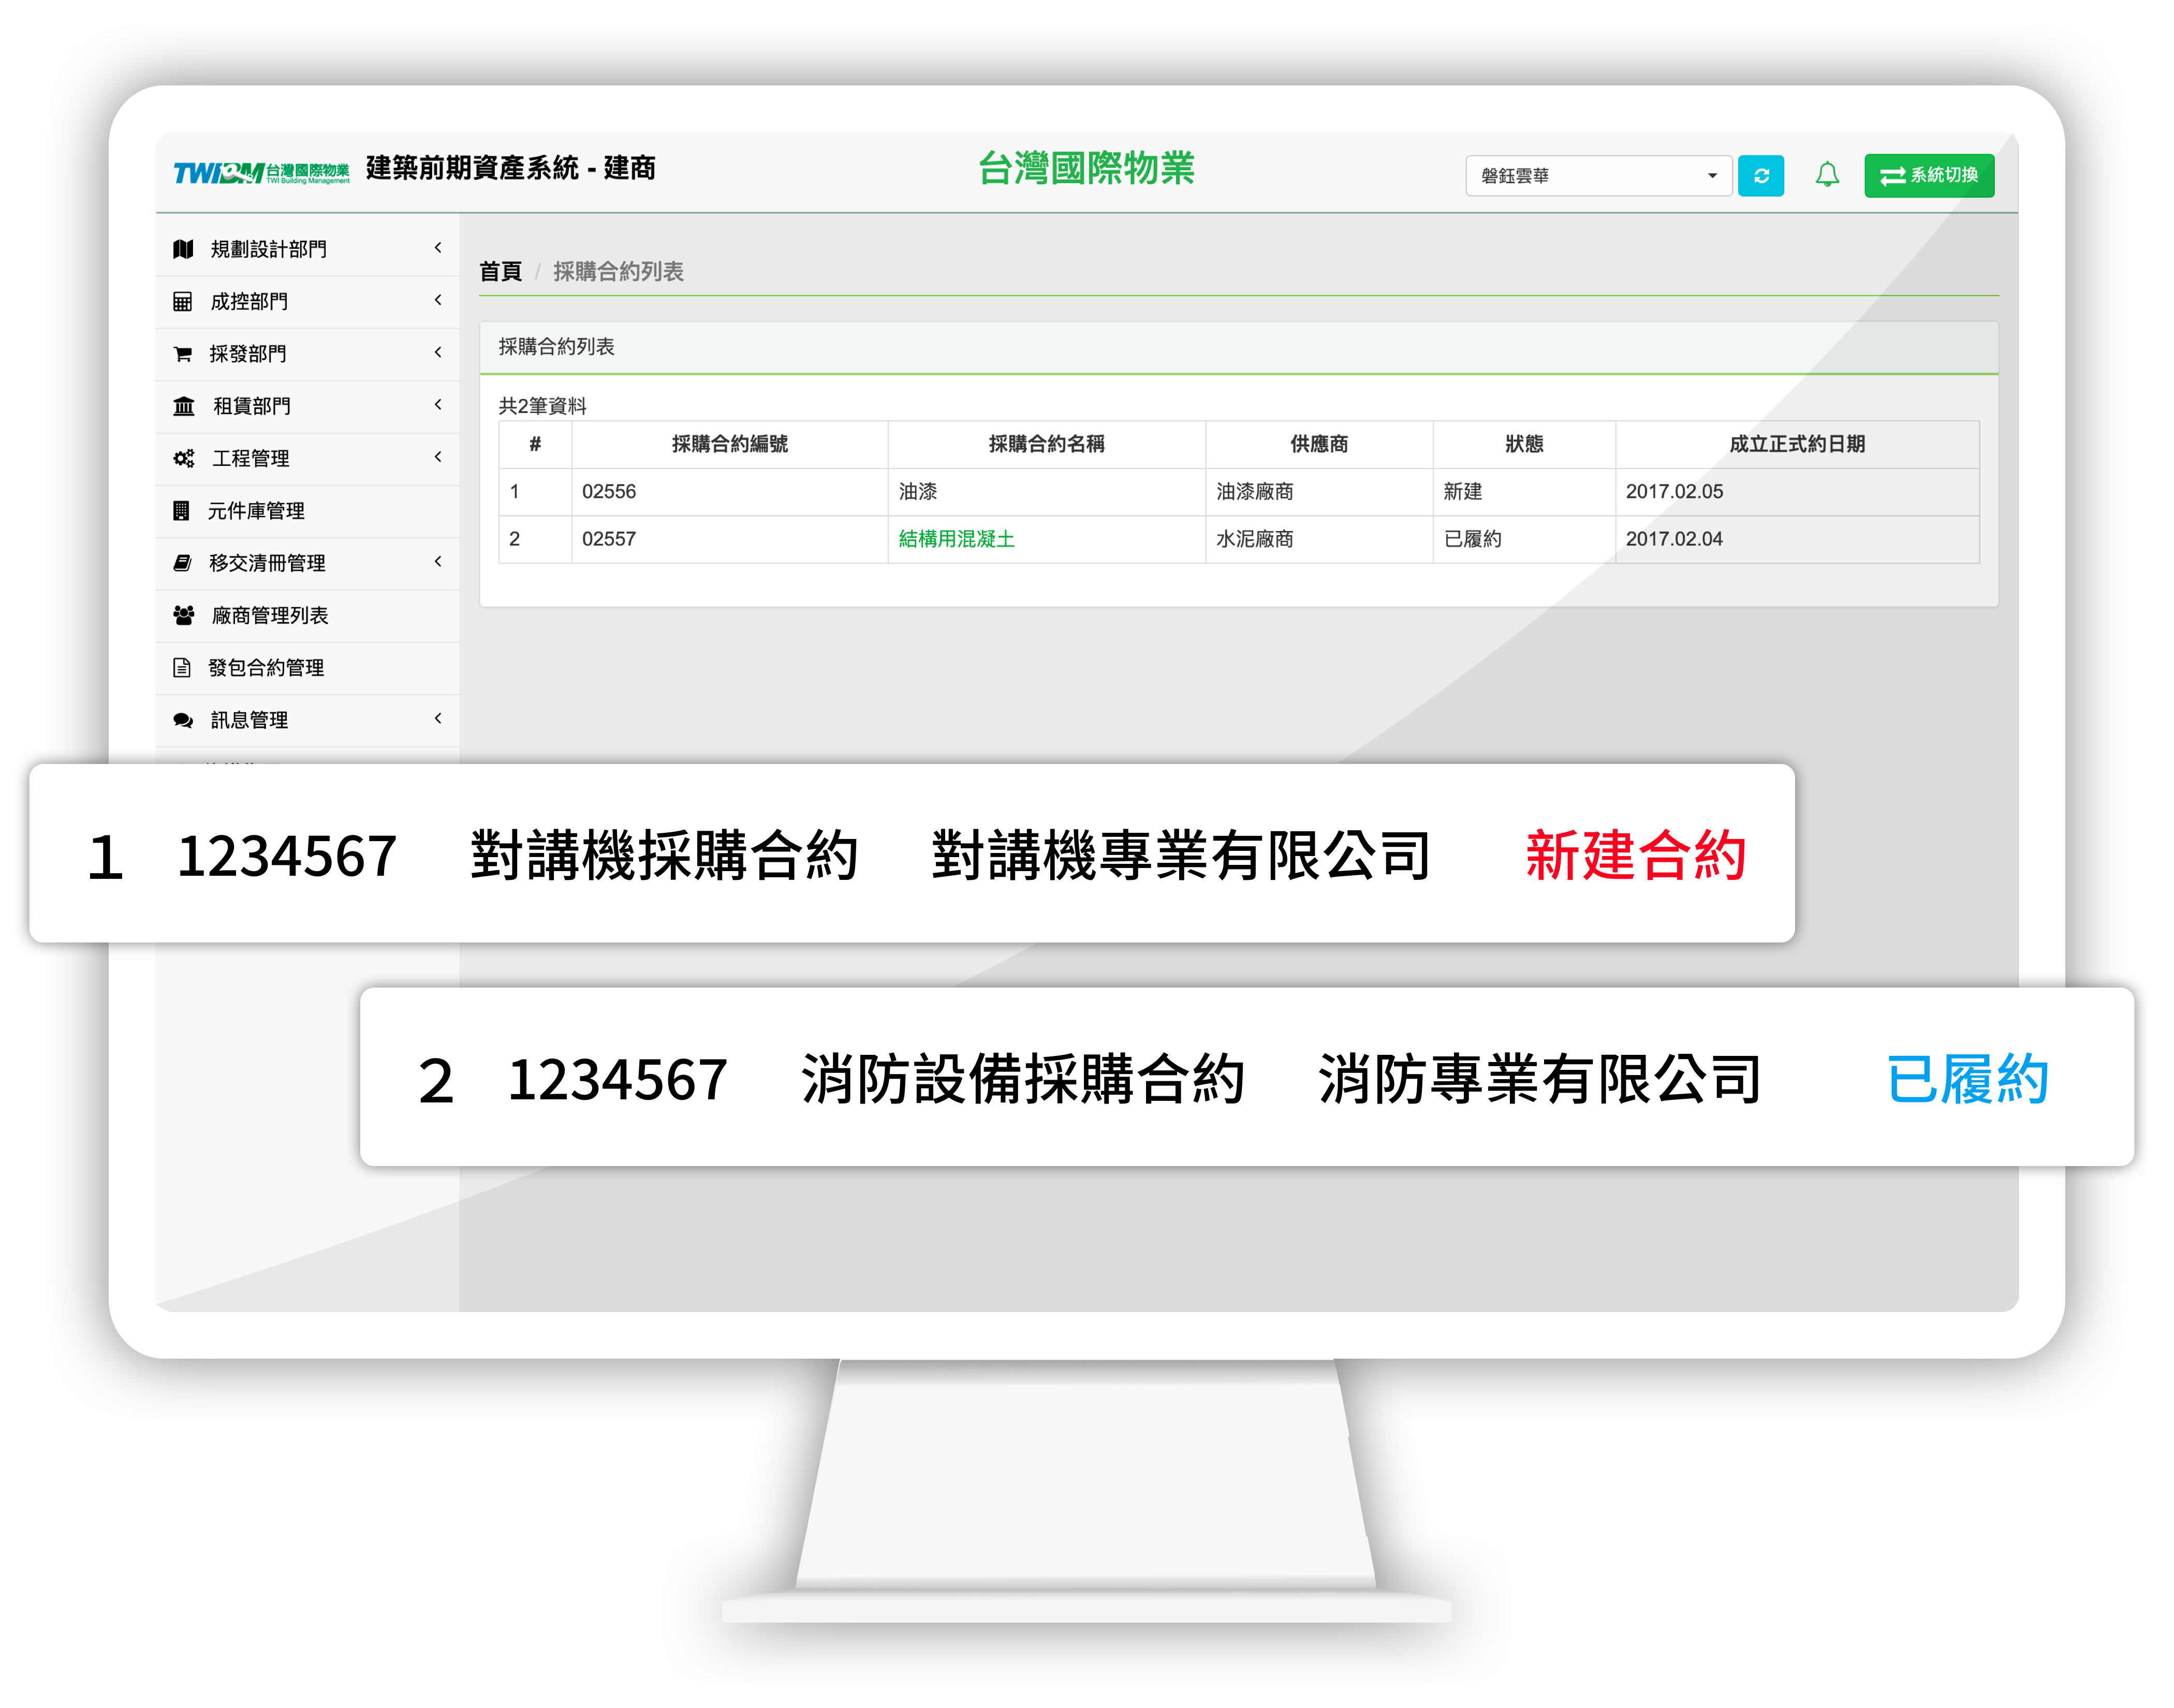 TWIBM 台灣國際物業 TWI Building Management 建築前期資產系統 - 建商 台灣國際物業 磐鈺雲華 系統切換
規劃設計部門
成控部門
採發部門
租賃部門
工程管理
元件庫管理
移交清冊管理
廠商管理列表
發包合約管理
訊息管理
首頁 / 採購合約列表
採購合約列表
共2筆資料
# 採購合約編號 採購合約名稱 供應商 狀態 成立正式約日期
1 02556 油漆 油漆廠商 新建 2017.02.05
2 02557 結構用混凝土 水泥廠商 已履約 2017.02.04
1 1234567 對講機採購合約 對講機專業有限公司 新建合約
2 1234567 消防設備採購合約 消防專業有限公司 已履約